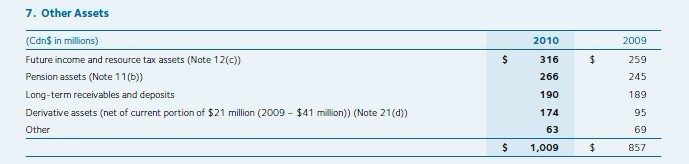 7. Other Assets
(Cdn$ in millions) 2010 2009
Future income and resource tax assets (Note 12(c)) $ 316 $ 259
Pension assets (Note 11(b)) 266 245
Long-term receivables and deposits 190 189
Derivative assets (net of current portion of $21 million (2009 – $41 million)) (Note 21(d)) 174 95
Other 63 69
$ 1,009 $ 857